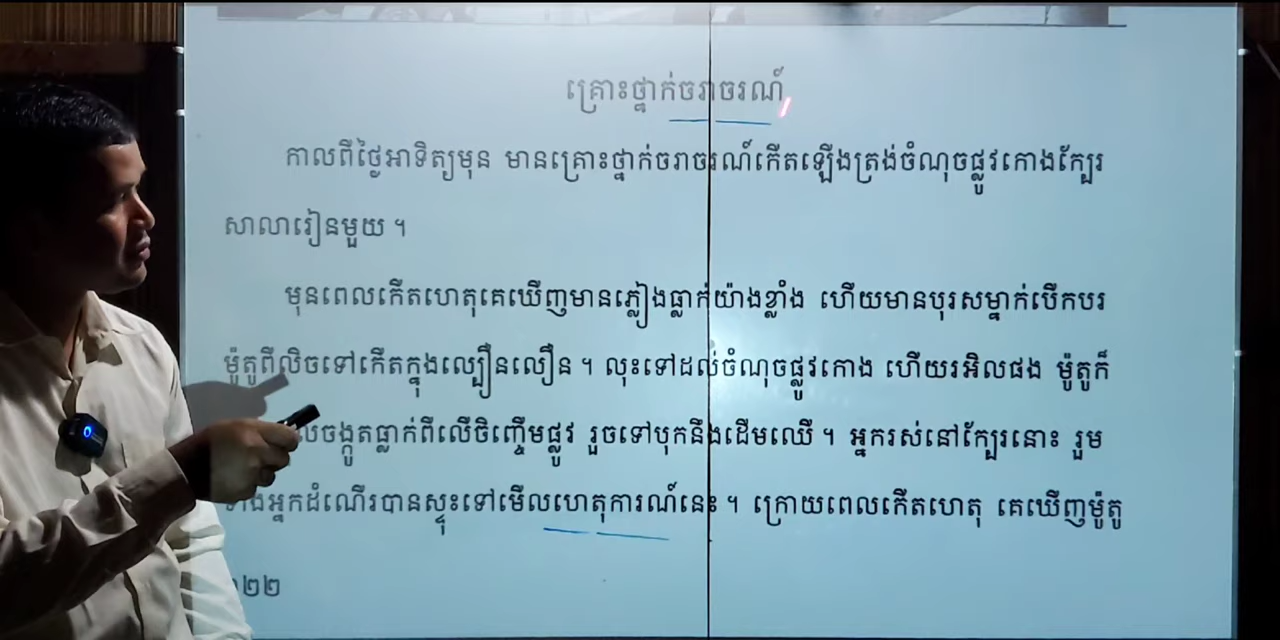 គ្រោះថ្នាក់ចរាចរណ៍
កាលពីថ្ងៃអាទិត្យមុន មានគ្រោះថ្នាក់ចរាចរណ៍កើតឡើងត្រង់ចំណុចផ្លូវកោងក្បែរ
សាលារៀនមួយ ។
មុនពេលកើតហេតុគេឃើញមានភ្លៀងធ្លាក់យ៉ាងខ្លាំង ហើយមានបុរសម្នាក់បើកបរ
ម៉ូតូពីលិចទៅកើតក្នុងល្បឿនលឿន ។ លុះទៅដល់ចំណុចផ្លូវកោង ហើយរអិលផង ម៉ូតូក៏
ចង្កូតធ្លាក់ពីលើចិញ្ចើមផ្លូវ រួចទៅបុកនឹងដើមឈើ ។ អ្នករស់នៅក្បែរនោះ រួម
ទាំងអ្នកដំណើរបានស្ទុះទៅមើលហេតុការណ៍នេះ ។ ក្រោយពេលកើតហេតុ គេឃើញម៉ូតូ
២២